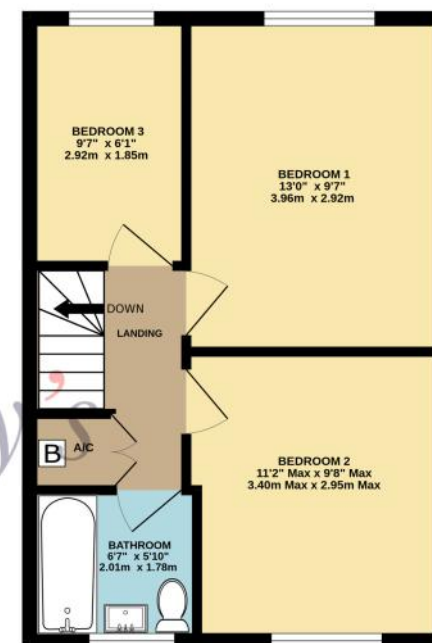 BEDROOM 3
9'7" x 6'1"
2.92m x 1.85m
BEDROOM 1
13'0" x 9'7"
3.96m x 2.92m
DOWN
LANDING
B
A/C
BEDROOM 2
11'2" Max x 9'8" Max
3.40m Max x 2.95m Max
BATHROOM
6'7" x 5'10"
2.01m x 1.78m